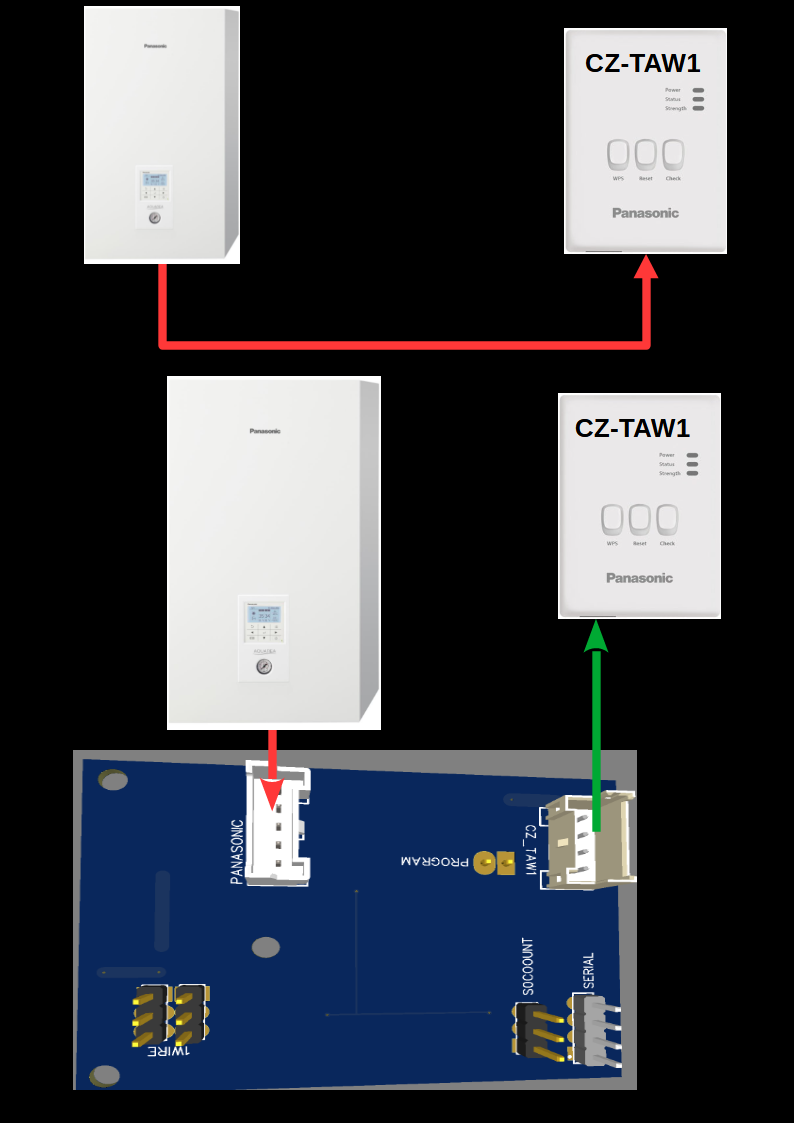 Panasonic
CZ-TAW1
Power
Status
Strength
WPS Reset Check
Panasonic
Panasonic
CZ-TAW1
Power
Status
Strength
WPS Reset Check
Panasonic
PANASONIC
PROGRAM
CZ_TAW1
1WIRE
SOCOOUNT
SERIAL